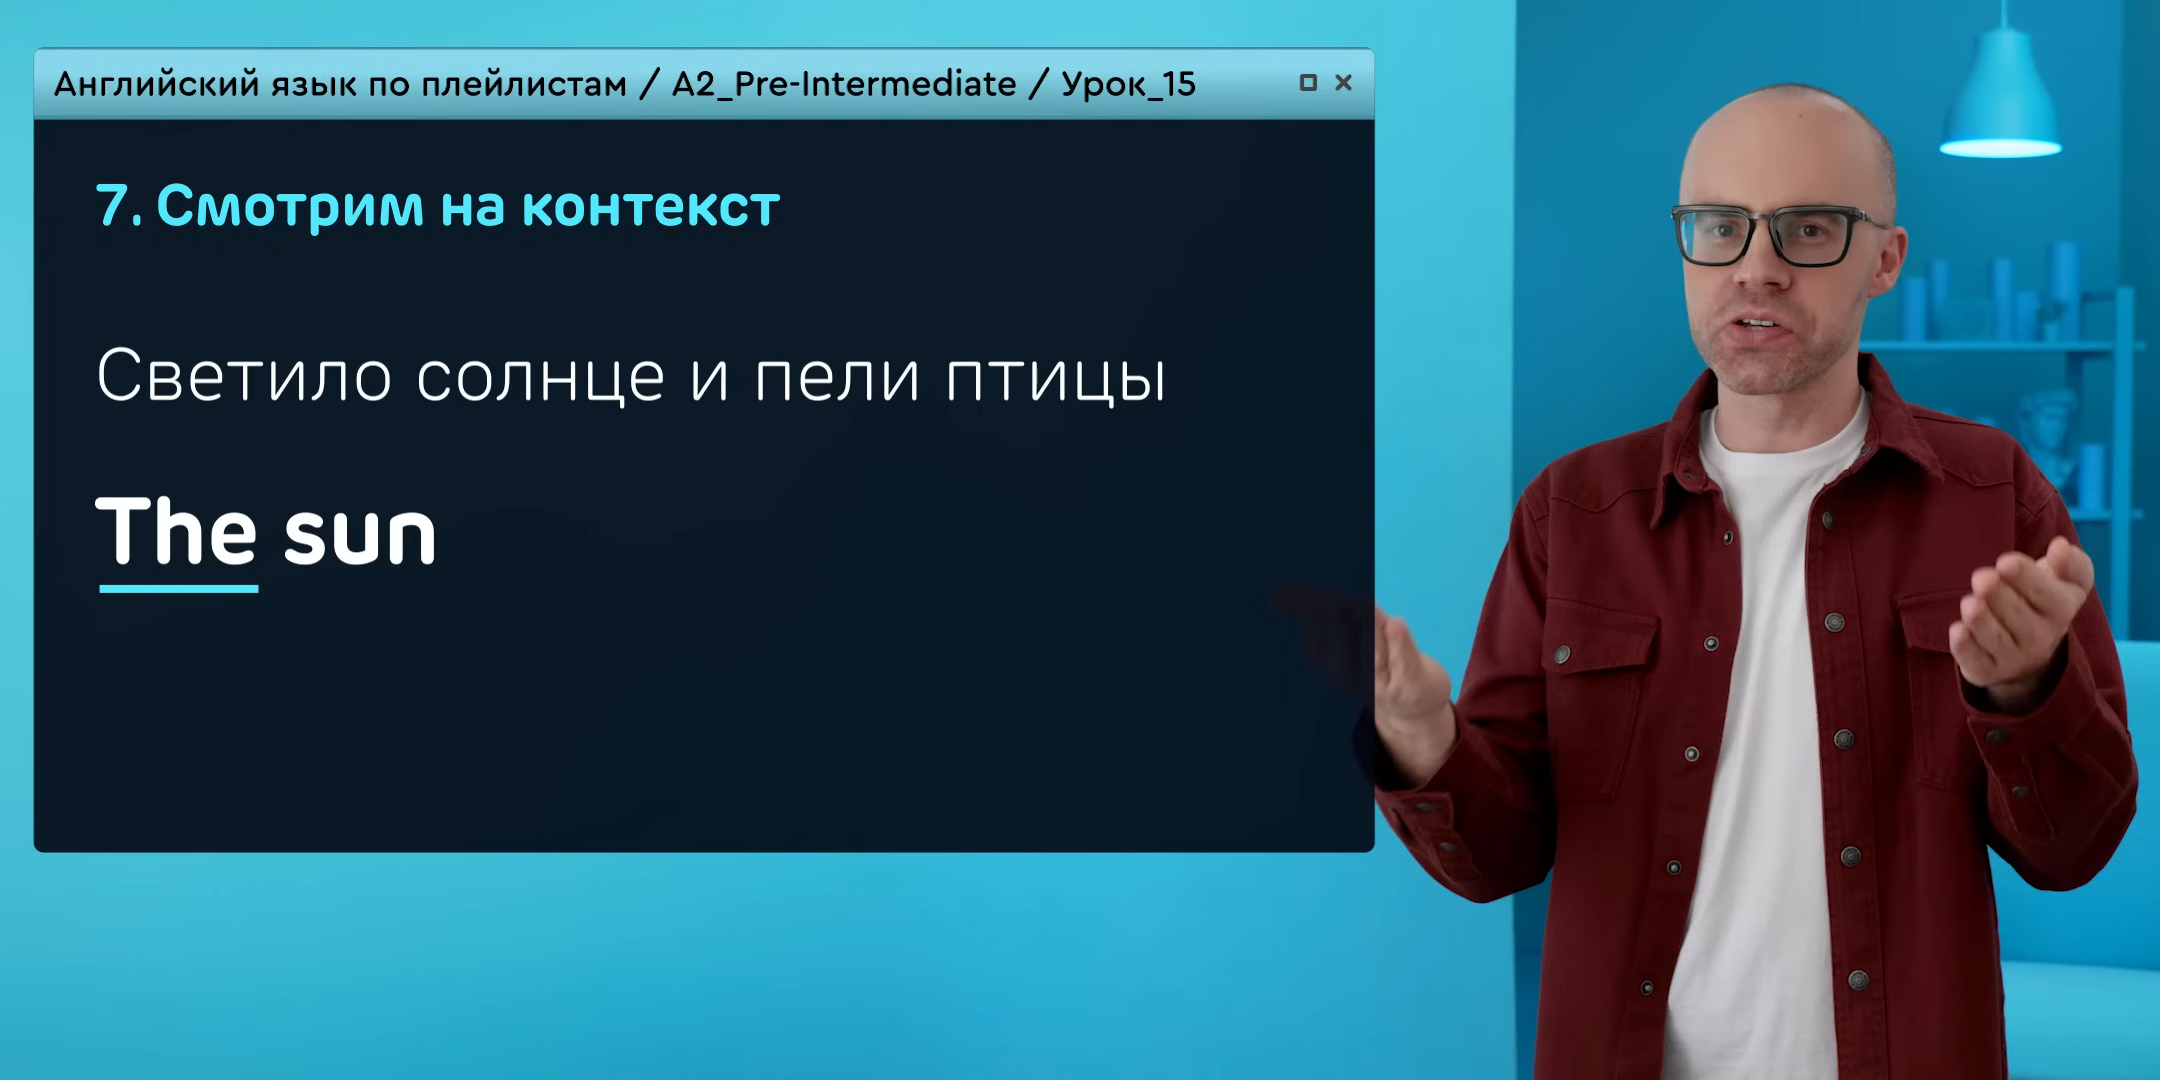 Английский язык по плейлистам / A2_Pre-Intermediate / Урок_15
7. Смотрим на контекст
Светило солнце и пели птицы
The sun